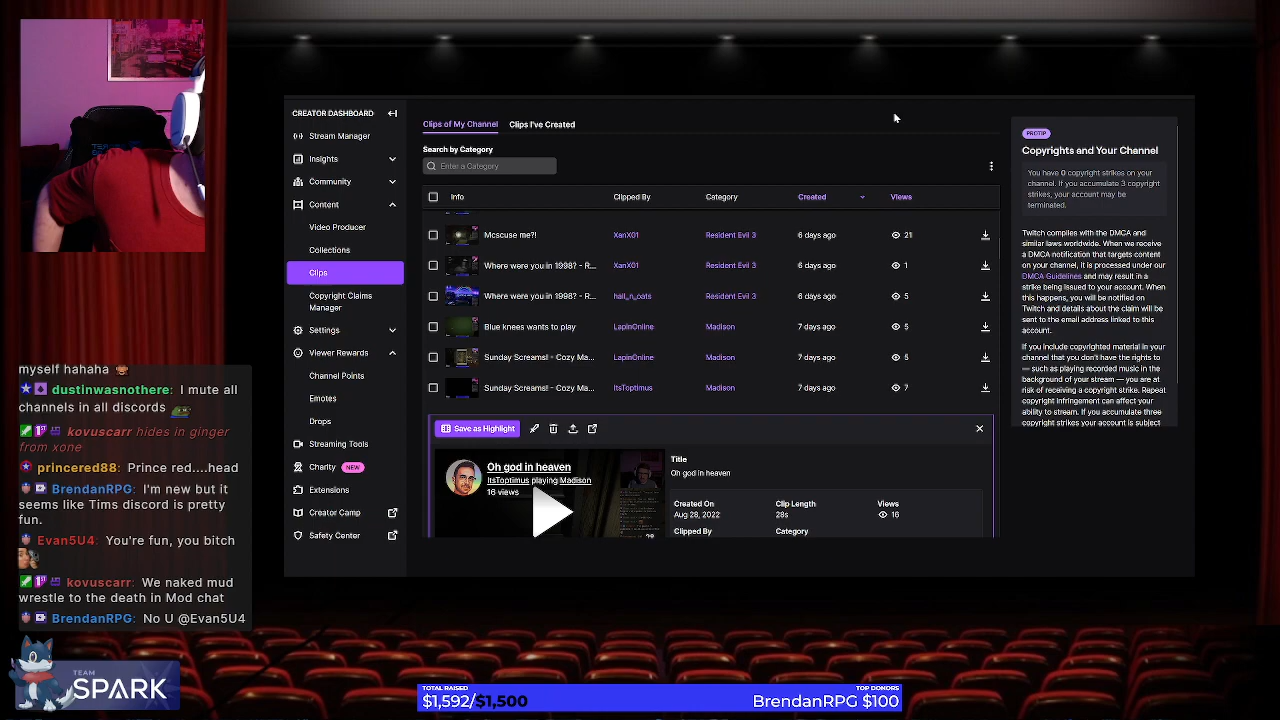 CREATOR DASHBOARD
Stream Manager
Insights
Community
Content
Video Producer
Collections
Clips
Copyright Claims
Manager
Settings
Viewer Rewards
Channel Points
Emotes
Drops
Streaming Tools
Charity NEW
Extensions
Creator Camp
Safety Center
Clips of My Channel Clips I've Created
Search by Category
Enter a Category
Info Clipped By Category Created Views
Mcscuse me?! XanX01 Resident Evil 3 6 days ago 21
Where were you in 1998? - R... XanX01 Resident Evil 3 6 days ago 1
Where were you in 1998? - R... hail_n_oats Resident Evil 3 6 days ago 5
Blue knees wants to play LapinOnline Madison 7 days ago 5
Sunday Screams! - Cozy Ma... LapinOnline Madison 7 days ago 5
Sunday Screams! - Cozy Ma... ItsToptimus Madison 7 days ago 7
Save as Highlight
Oh god in heaven
ItsToptimus playing Madison
16 views
Title
Oh god in heaven
Created On Clip Length Views
Aug 28, 2022 28s 16
Clipped By Category
PROTIP
Copyrights and Your Channel
You have 0 copyright strikes on
your channel. If you accumulate 3 copyright
strikes, your account may be
terminated.
Twitch complies with the DMCA and
similar laws worldwide. When we receive
a DMCA notification that targets content
on your channel, it is processed under our
DMCA Guidelines and may result in a
strike being issued to your account. When
this happens, you will be notified on
Twitch and details about the claim will be
sent to the email address linked to this
account.
If you include copyrighted material in your
channel that you don't have the rights to
— such as playing recorded music in the
background of your stream — you are at
risk of receiving a copyright strike. Repeat
copyright infringement can affect your
ability to stream. If you accumulate three
copyright strikes, your account is subject
myself hahaha
dustinwasnothere: I mute all
channels in all discords
kovuscarr hides in ginger
from xone
princered88: Prince red....head
BrendanRPG: I'm new but it
seems like Tims discord is pretty
fun.
Evan5U4: You're fun, you bitch
kovuscarr: We naked mud
wrestle to the death in Mod chat
BrendanRPG: No U @Evan5U4
TEAM
SPARK
TOTAL RAISED
$1,592/$1,500
TOP DONORS
BrendanRPG $100